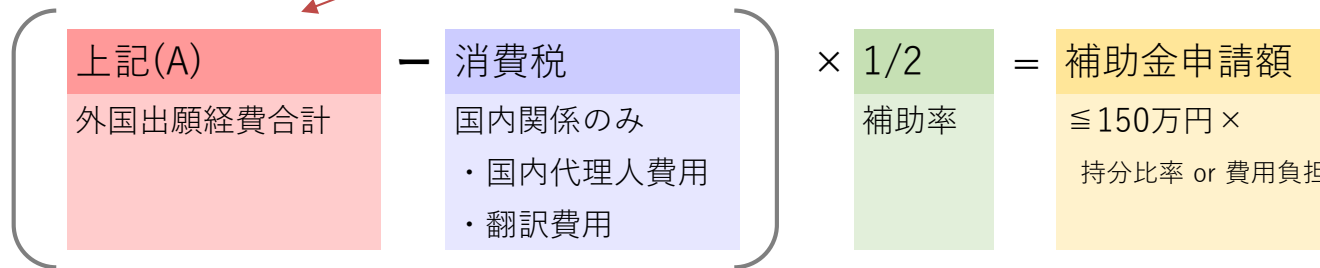 上記(A) ー 消費税 × 1/2 = 補助金申請額
外国出願経費合計 国内関係のみ 補助率 ≦150万円×
・国内代理人費用 持分比率 or 費用負担
・翻訳費用